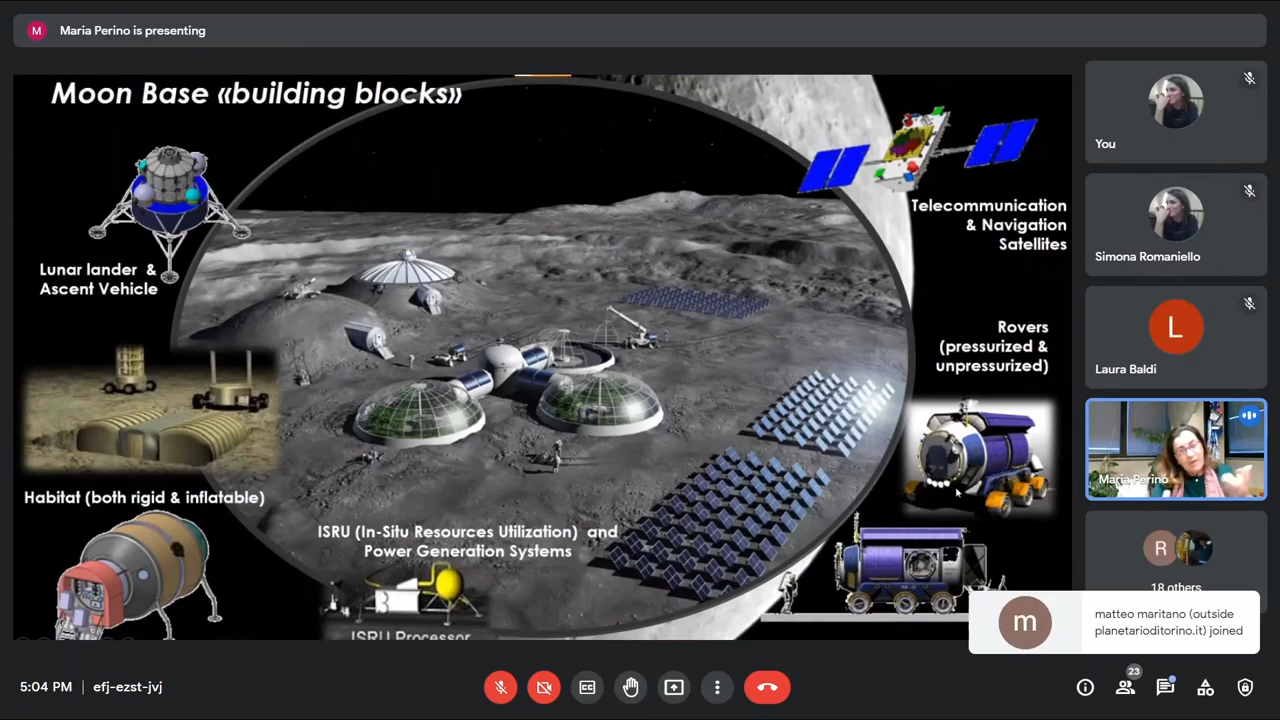 M
Maria Perino is presenting
Moon Base «building blocks»
Lunar lander &
Ascent Vehicle
Telecommunication
& Navigation
Satellites
Rovers
(pressurized &
unpressurized)
Habitat (both rigid & inflatable)
ISRU (In-Situ Resources Utilization) and
Power Generation Systems
ISRU Processor
You
Simona Romaniello
L
Laura Baldi
Maria Perino
R
18 others
m
matteo maritano (outside
planetarioditorino.it) joined
5:04 PM
efj-ezst-jvj
CC
23